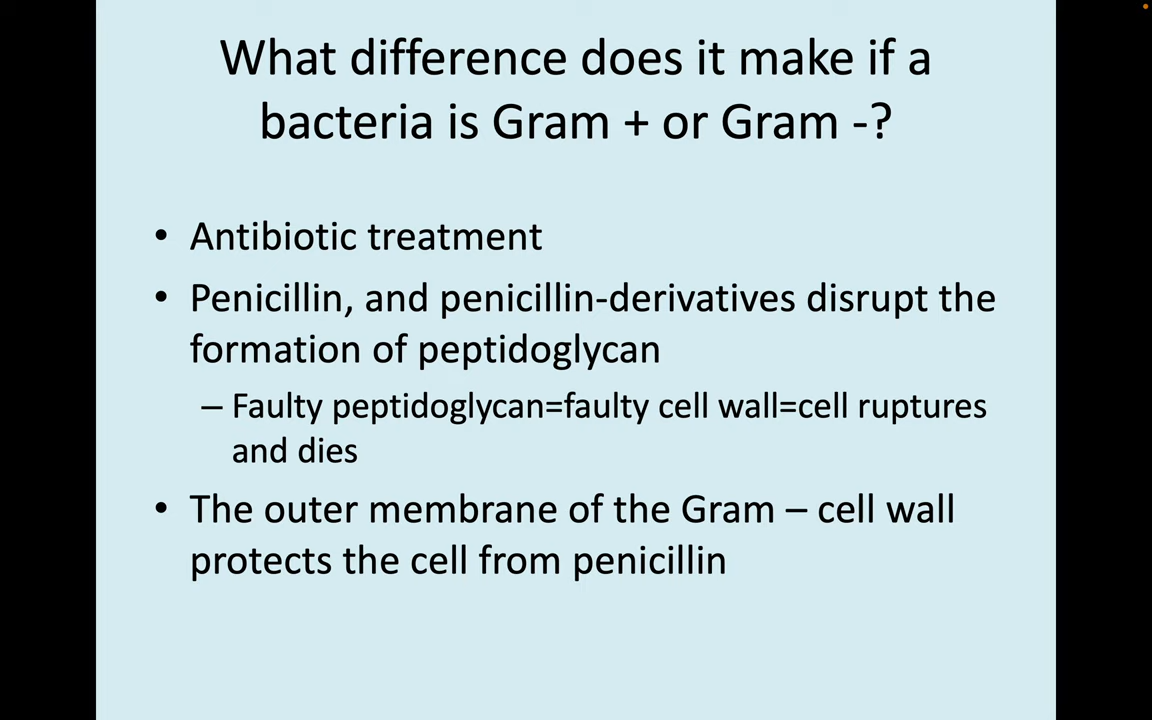 What difference does it make if a
bacteria is Gram + or Gram -?
• Antibiotic treatment
• Penicillin, and penicillin-derivatives disrupt the
formation of peptidoglycan
– Faulty peptidoglycan=faulty cell wall=cell ruptures
and dies
• The outer membrane of the Gram – cell wall
protects the cell from penicillin